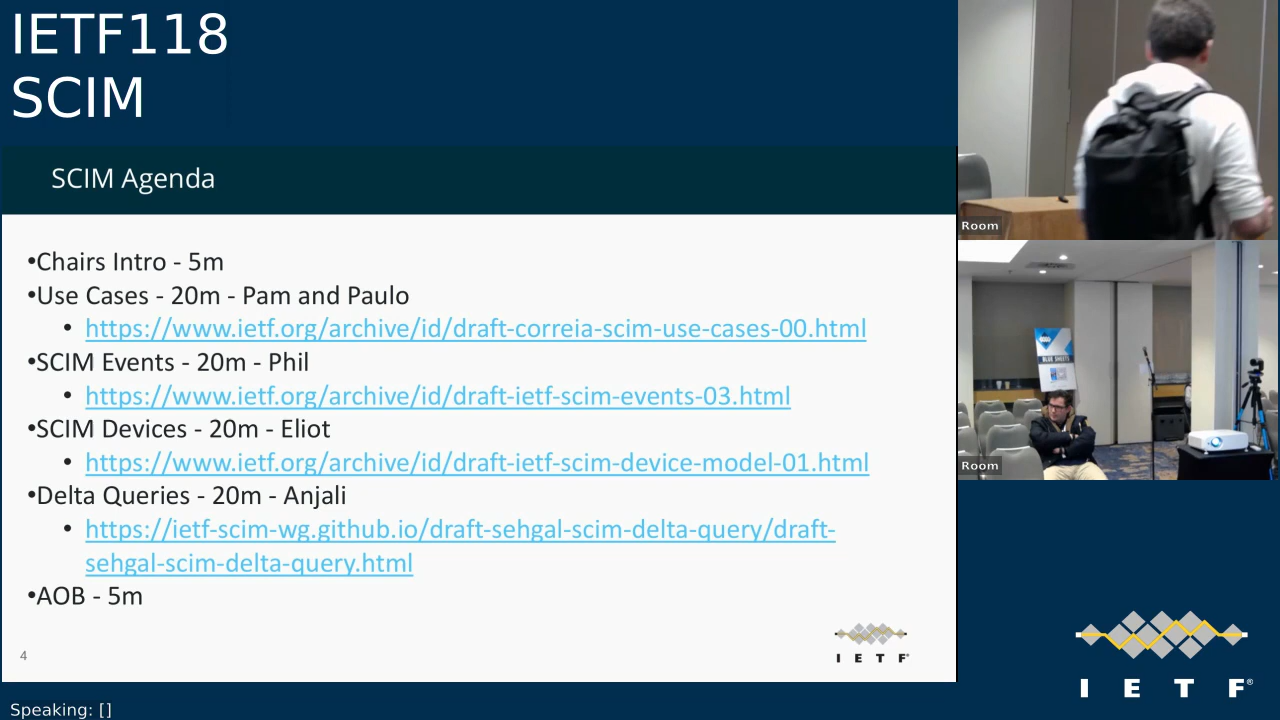 IETF118
SCIM
SCIM Agenda
•Chairs Intro - 5m
•Use Cases - 20m - Pam and Paulo
• https://www.ietf.org/archive/id/draft-correia-scim-use-cases-00.html
•SCIM Events - 20m - Phil
• https://www.ietf.org/archive/id/draft-ietf-scim-events-03.html
•SCIM Devices - 20m - Eliot
• https://www.ietf.org/archive/id/draft-ietf-scim-device-model-01.html
•Delta Queries - 20m - Anjali
• https://ietf-scim-wg.github.io/draft-sehgal-scim-delta-query/draft-
sehgal-scim-delta-query.html
•AOB - 5m
4
I E T F®
Room
BLUE SHEETS
Room
I E T F®
Speaking: []